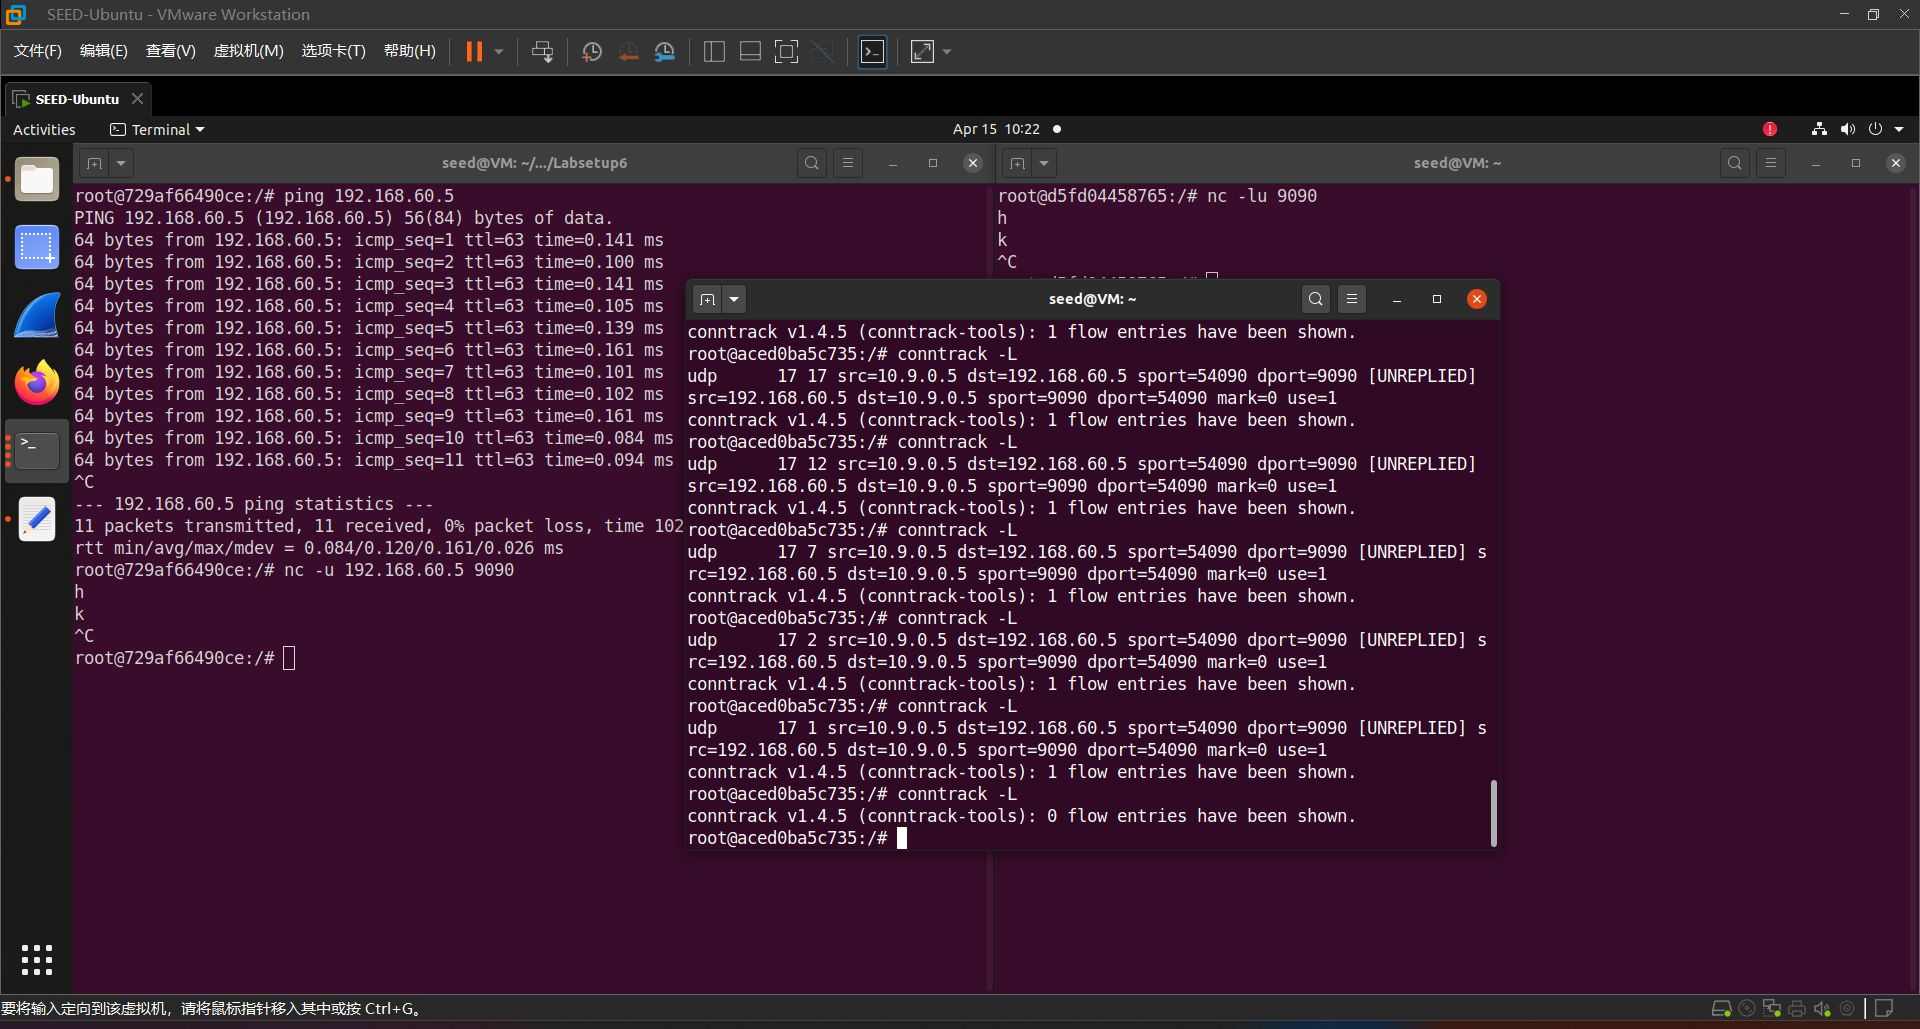 SEED-Ubuntu - VMware Workstation
文件(F) 编辑(E) 查看(V) 虚拟机(M) 选项卡(T) 帮助(H)
SEED-Ubuntu
Activities Terminal Apr 15 10:22
seed@VM: ~/.../Labsetup6
root@729af66490ce:/# ping 192.168.60.5
PING 192.168.60.5 (192.168.60.5) 56(84) bytes of data.
64 bytes from 192.168.60.5: icmp_seq=1 ttl=63 time=0.141 ms
64 bytes from 192.168.60.5: icmp_seq=2 ttl=63 time=0.100 ms
64 bytes from 192.168.60.5: icmp_seq=3 ttl=63 time=0.141 ms
64 bytes from 192.168.60.5: icmp_seq=4 ttl=63 time=0.105 ms
64 bytes from 192.168.60.5: icmp_seq=5 ttl=63 time=0.139 ms
64 bytes from 192.168.60.5: icmp_seq=6 ttl=63 time=0.161 ms
64 bytes from 192.168.60.5: icmp_seq=7 ttl=63 time=0.101 ms
64 bytes from 192.168.60.5: icmp_seq=8 ttl=63 time=0.102 ms
64 bytes from 192.168.60.5: icmp_seq=9 ttl=63 time=0.161 ms
64 bytes from 192.168.60.5: icmp_seq=10 ttl=63 time=0.084 ms
64 bytes from 192.168.60.5: icmp_seq=11 ttl=63 time=0.094 ms
^C
--- 192.168.60.5 ping statistics ---
11 packets transmitted, 11 received, 0% packet loss, time 102
rtt min/avg/max/mdev = 0.084/0.120/0.161/0.026 ms
root@729af66490ce:/# nc -u 192.168.60.5 9090
h
k
^C
root@729af66490ce:/#
seed@VM: ~
root@d5fd04458765:/# nc -lu 9090
h
k
^C
seed@VM: ~
conntrack v1.4.5 (conntrack-tools): 1 flow entries have been shown.
root@aced0ba5c735:/# conntrack -L
udp      17 17 src=10.9.0.5 dst=192.168.60.5 sport=54090 dport=9090 [UNREPLIED]
src=192.168.60.5 dst=10.9.0.5 sport=9090 dport=54090 mark=0 use=1
conntrack v1.4.5 (conntrack-tools): 1 flow entries have been shown.
root@aced0ba5c735:/# conntrack -L
udp      17 12 src=10.9.0.5 dst=192.168.60.5 sport=54090 dport=9090 [UNREPLIED]
src=192.168.60.5 dst=10.9.0.5 sport=9090 dport=54090 mark=0 use=1
conntrack v1.4.5 (conntrack-tools): 1 flow entries have been shown.
root@aced0ba5c735:/# conntrack -L
udp      17 7 src=10.9.0.5 dst=192.168.60.5 sport=54090 dport=9090 [UNREPLIED] s
rc=192.168.60.5 dst=10.9.0.5 sport=9090 dport=54090 mark=0 use=1
conntrack v1.4.5 (conntrack-tools): 1 flow entries have been shown.
root@aced0ba5c735:/# conntrack -L
udp      17 2 src=10.9.0.5 dst=192.168.60.5 sport=54090 dport=9090 [UNREPLIED] s
rc=192.168.60.5 dst=10.9.0.5 sport=9090 dport=54090 mark=0 use=1
conntrack v1.4.5 (conntrack-tools): 1 flow entries have been shown.
root@aced0ba5c735:/# conntrack -L
udp      17 1 src=10.9.0.5 dst=192.168.60.5 sport=54090 dport=9090 [UNREPLIED] s
rc=192.168.60.5 dst=10.9.0.5 sport=9090 dport=54090 mark=0 use=1
conntrack v1.4.5 (conntrack-tools): 1 flow entries have been shown.
root@aced0ba5c735:/# conntrack -L
conntrack v1.4.5 (conntrack-tools): 0 flow entries have been shown.
root@aced0ba5c735:/#
要将输入定向到该虚拟机，请将鼠标指针移入其中或按 Ctrl+G。